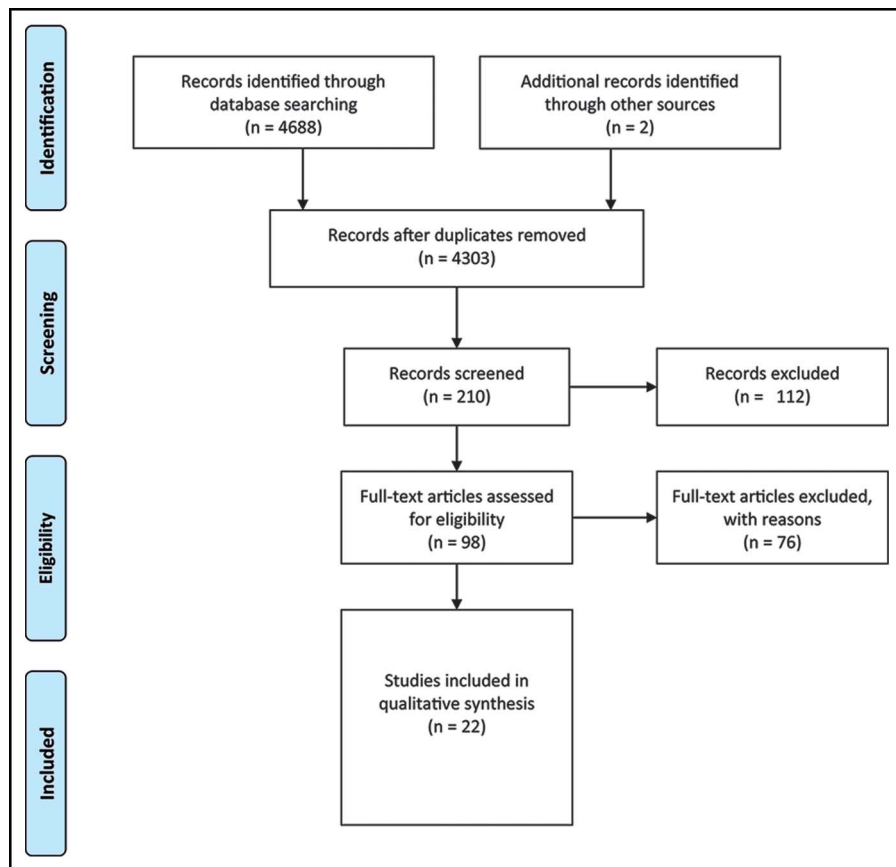 Identification
Records identified through
database searching
(n = 4688)
Additional records identified
through other sources
(n = 2)
Records after duplicates removed
(n = 4303)
Screening
Records screened
(n = 210)
Records excluded
(n = 112)
Eligibility
Full-text articles assessed
for eligibility
(n = 98)
Full-text articles excluded,
with reasons
(n = 76)
Included
Studies included in
qualitative synthesis
(n = 22)